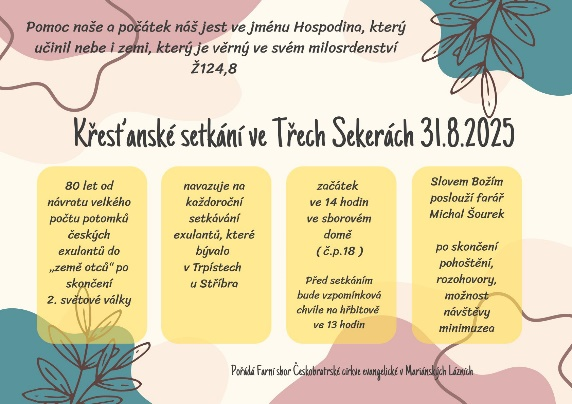 Pomoc naše a počátek náš jest ve jménu Hospodina, který
učinil nebe i zemi, který je věrný ve svém milosrdenství
Ž124,8
Křesťanské setkání ve Třech Sekerách 31.8.2025
80 let od
návratu velkého
počtu potomků
českých
exulantů do
„země otců" po
skončení
2. světové války
navazuje na
každoroční
setkávání
exulantů, které
bývalo
v Trpístech
u Stříbra
začátek
ve 14 hodin
ve sborovém
domě
( č.p.18 )
Před setkáním
bude vzpomínková
chvíle na hřbitově
ve 13 hodin
Slovem Božím
poslouží farář
Michal Šourek
po skončení
pohoštění,
rozohovory,
možnost
návštěvy
minimuzea
Pořádá Farní sbor Českobratrské církve evangelické v Mariánských Lázních